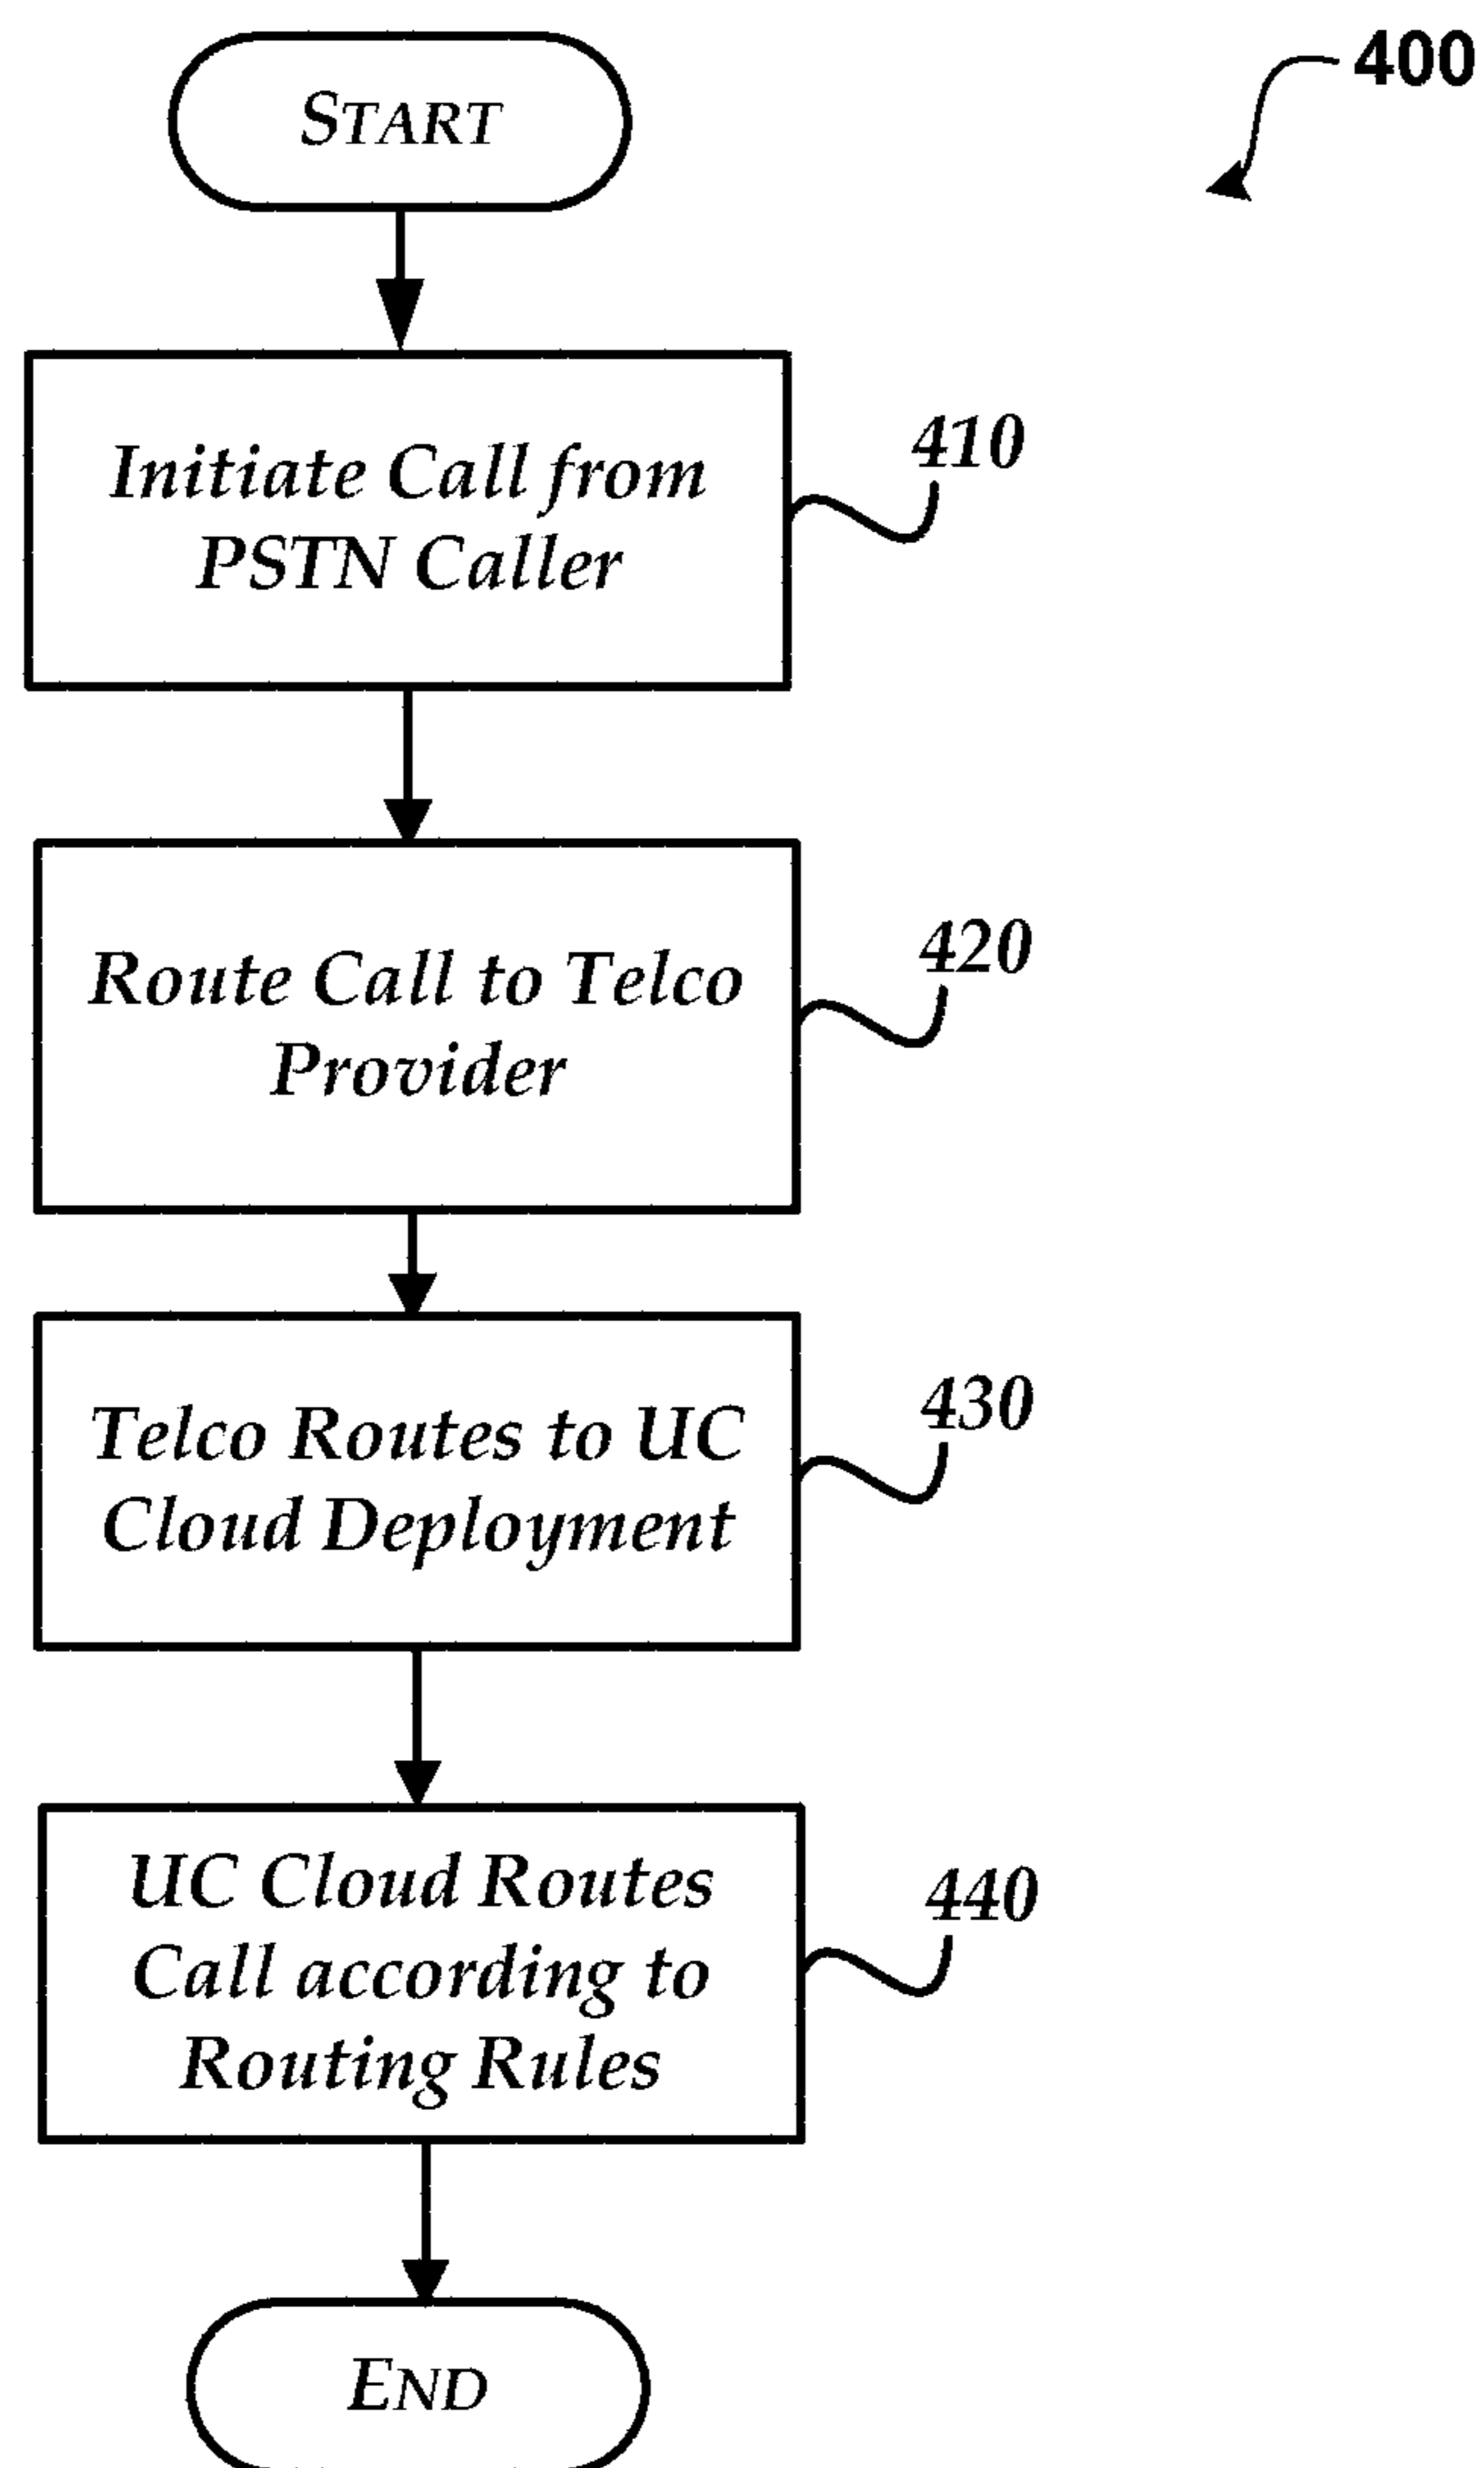 START
400
Initiate Call from
PSTN Caller
410
Route Call to Telco
Provider
420
Telco Routes to UC
Cloud Deployment
430
UC Cloud Routes
Call according to
Routing Rules
440
END